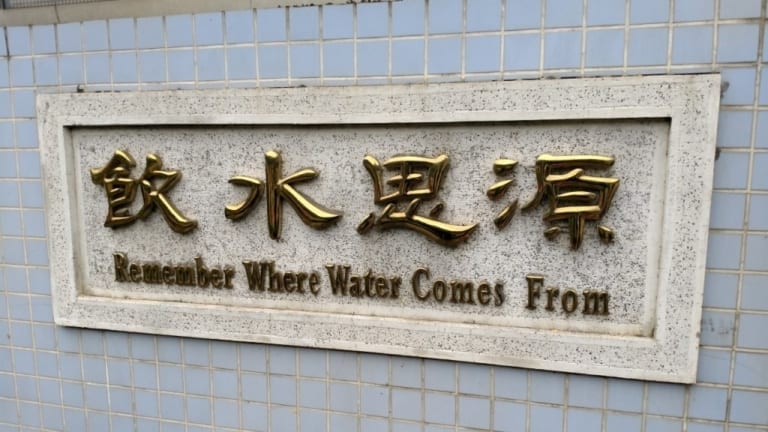 飲水思源
Remember Where Water Comes From